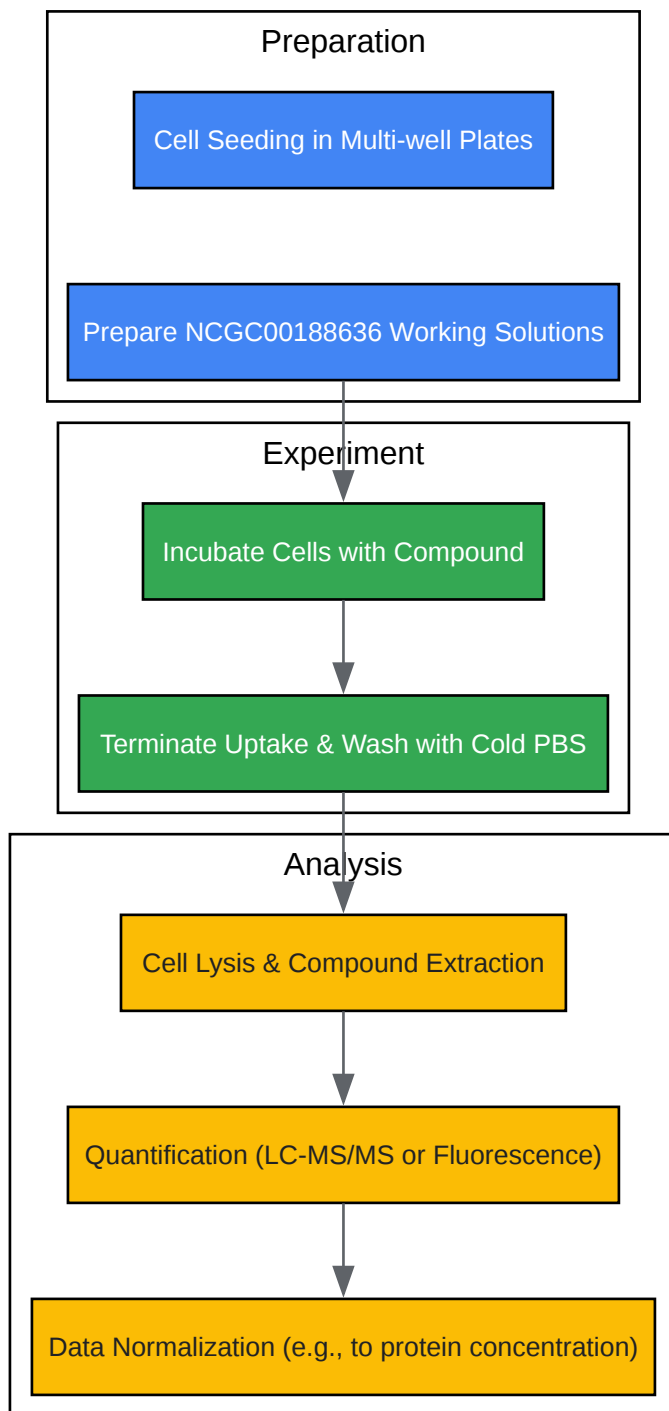 Preparation
Cell Seeding in Multi-well Plates
Prepare NCGC00188636 Working Solutions
Experiment
Incubate Cells with Compound
Terminate Uptake & Wash with Cold PBS
Analysis
Cell Lysis & Compound Extraction
Quantification (LC-MS/MS or Fluorescence)
Data Normalization (e.g., to protein concentration)